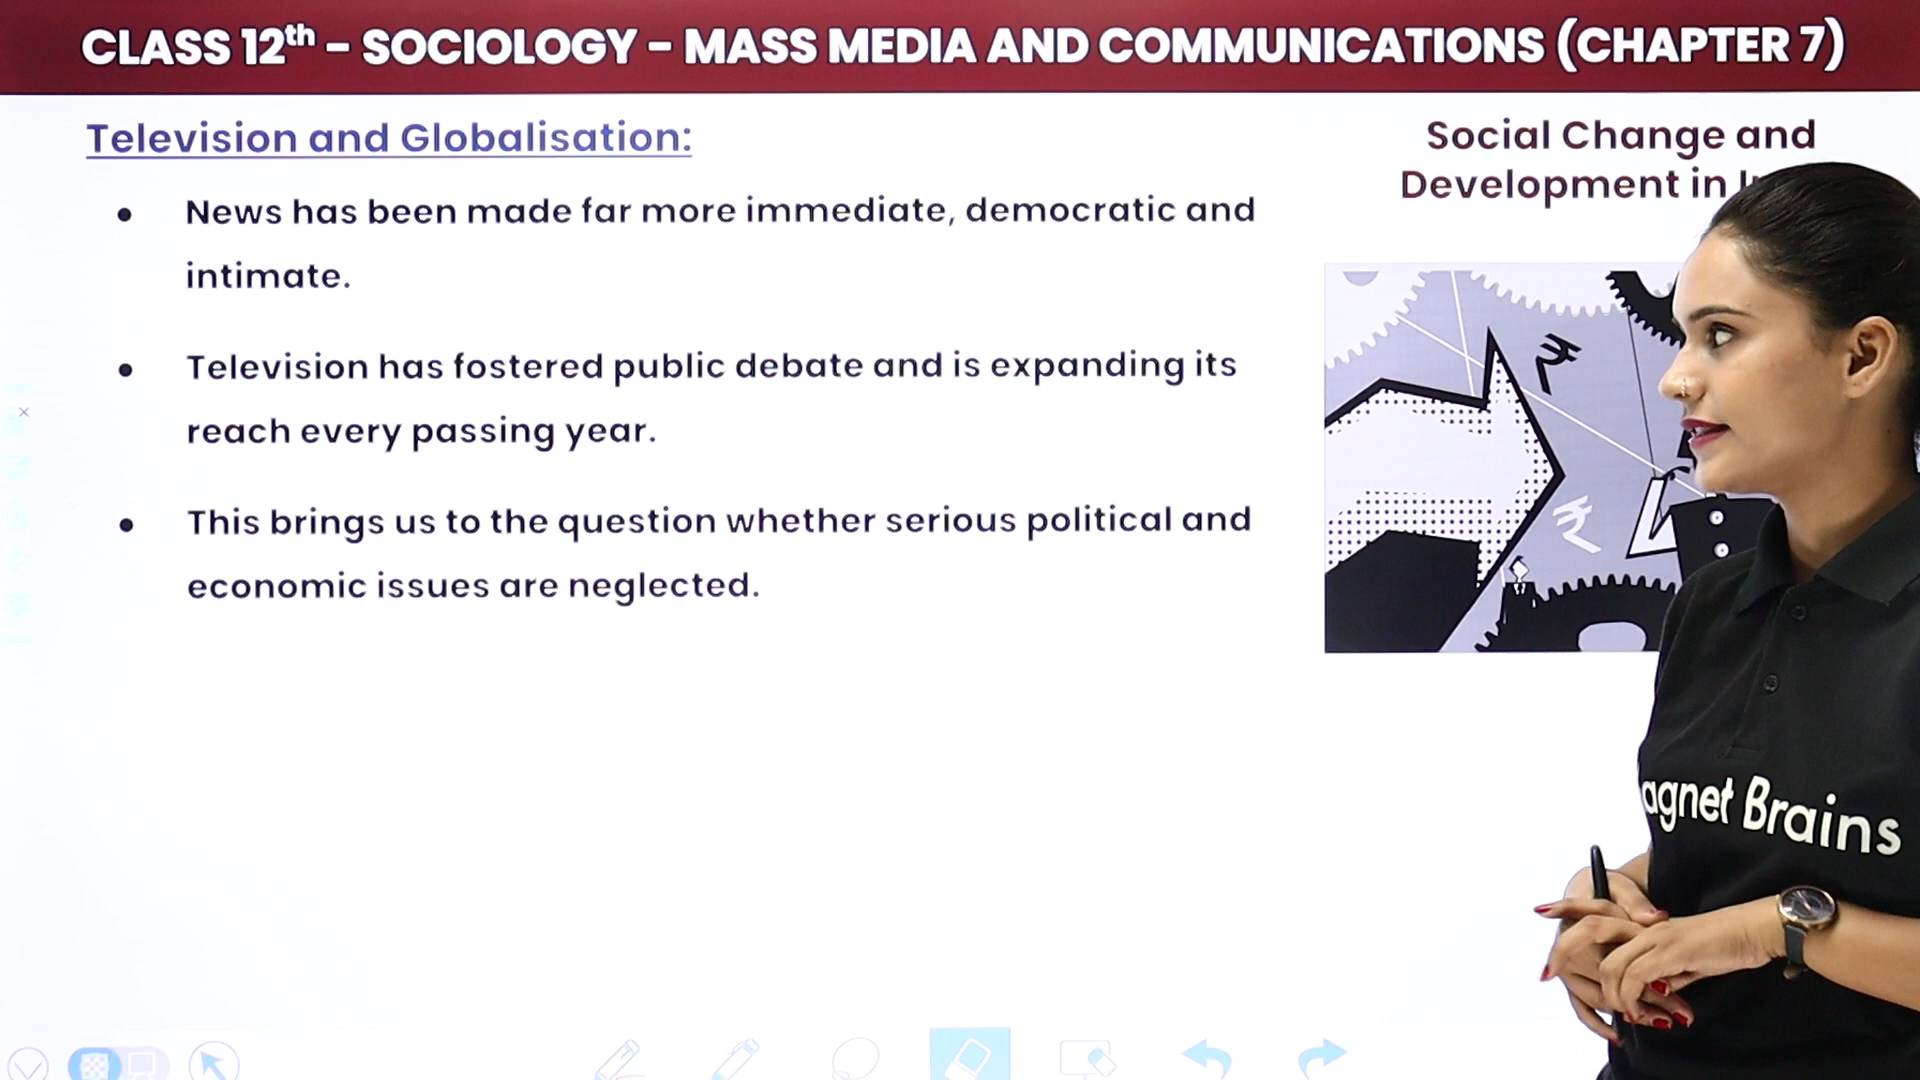 CLASS 12th – SOCIOLOGY – MASS MEDIA AND COMMUNICATIONS (CHAPTER 7)
Television and Globalisation:
• News has been made far more immediate, democratic and
intimate.
• Television has fostered public debate and is expanding its
reach every passing year.
• This brings us to the question whether serious political and
economic issues are neglected.
Social Change and
Development in
₹
₹
Brains